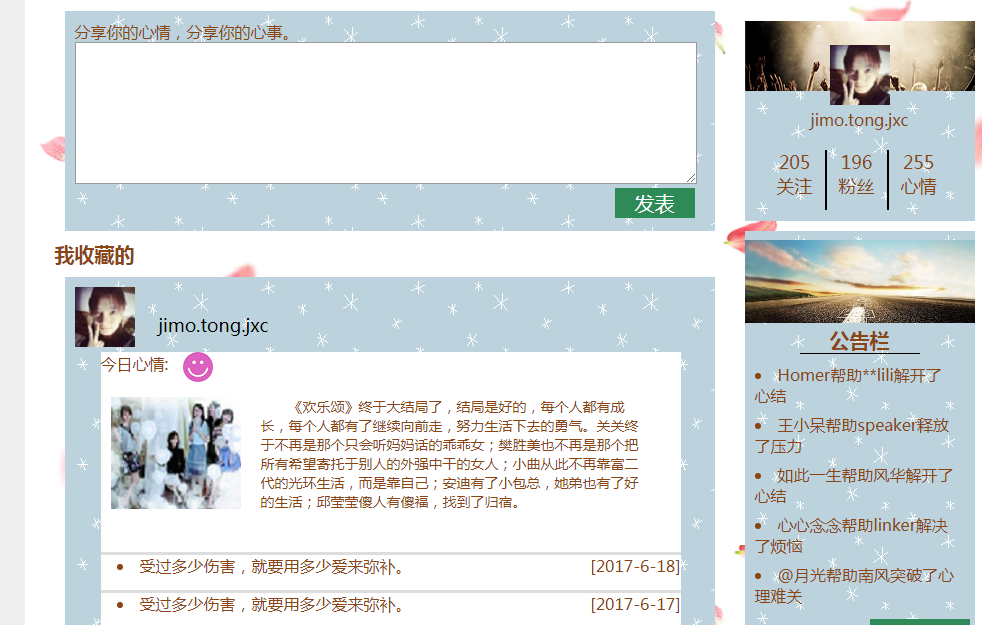 分享你的心情，分享你的心事。
发表
我收藏的
jimo.tong.jxc
今日心情:
《欢乐颂》终于大结局了，结局是好的，每个人都有成
长，每个人都有了继续向前走，努力生活下去的勇气。关关终
于不再是那个只会听妈妈话的乖乖女；樊胜美也不再是那个把
所有希望寄托于别人的外强中干的女人；小曲从此不再靠富二
代的光环生活，而是靠自己；安迪有了小包总，她弟也有了好
的生活；邱莹莹傻人有傻福，找到了归宿。
• 受过多少伤害，就要用多少爱来弥补。 [2017-6-18]
• 受过多少伤害，就要用多少爱来弥补。 [2017-6-17]
jimo.tong.jxc
205 196 255
关注 粉丝 心情
公告栏
• Homer帮助**lili解开了
心结
• 王小呆帮助speaker释放
了压力
• 如此一生帮助风华解开了
心结
• 心心念念帮助linker解决
了烦恼
• @月光帮助南风突破了心
理难关